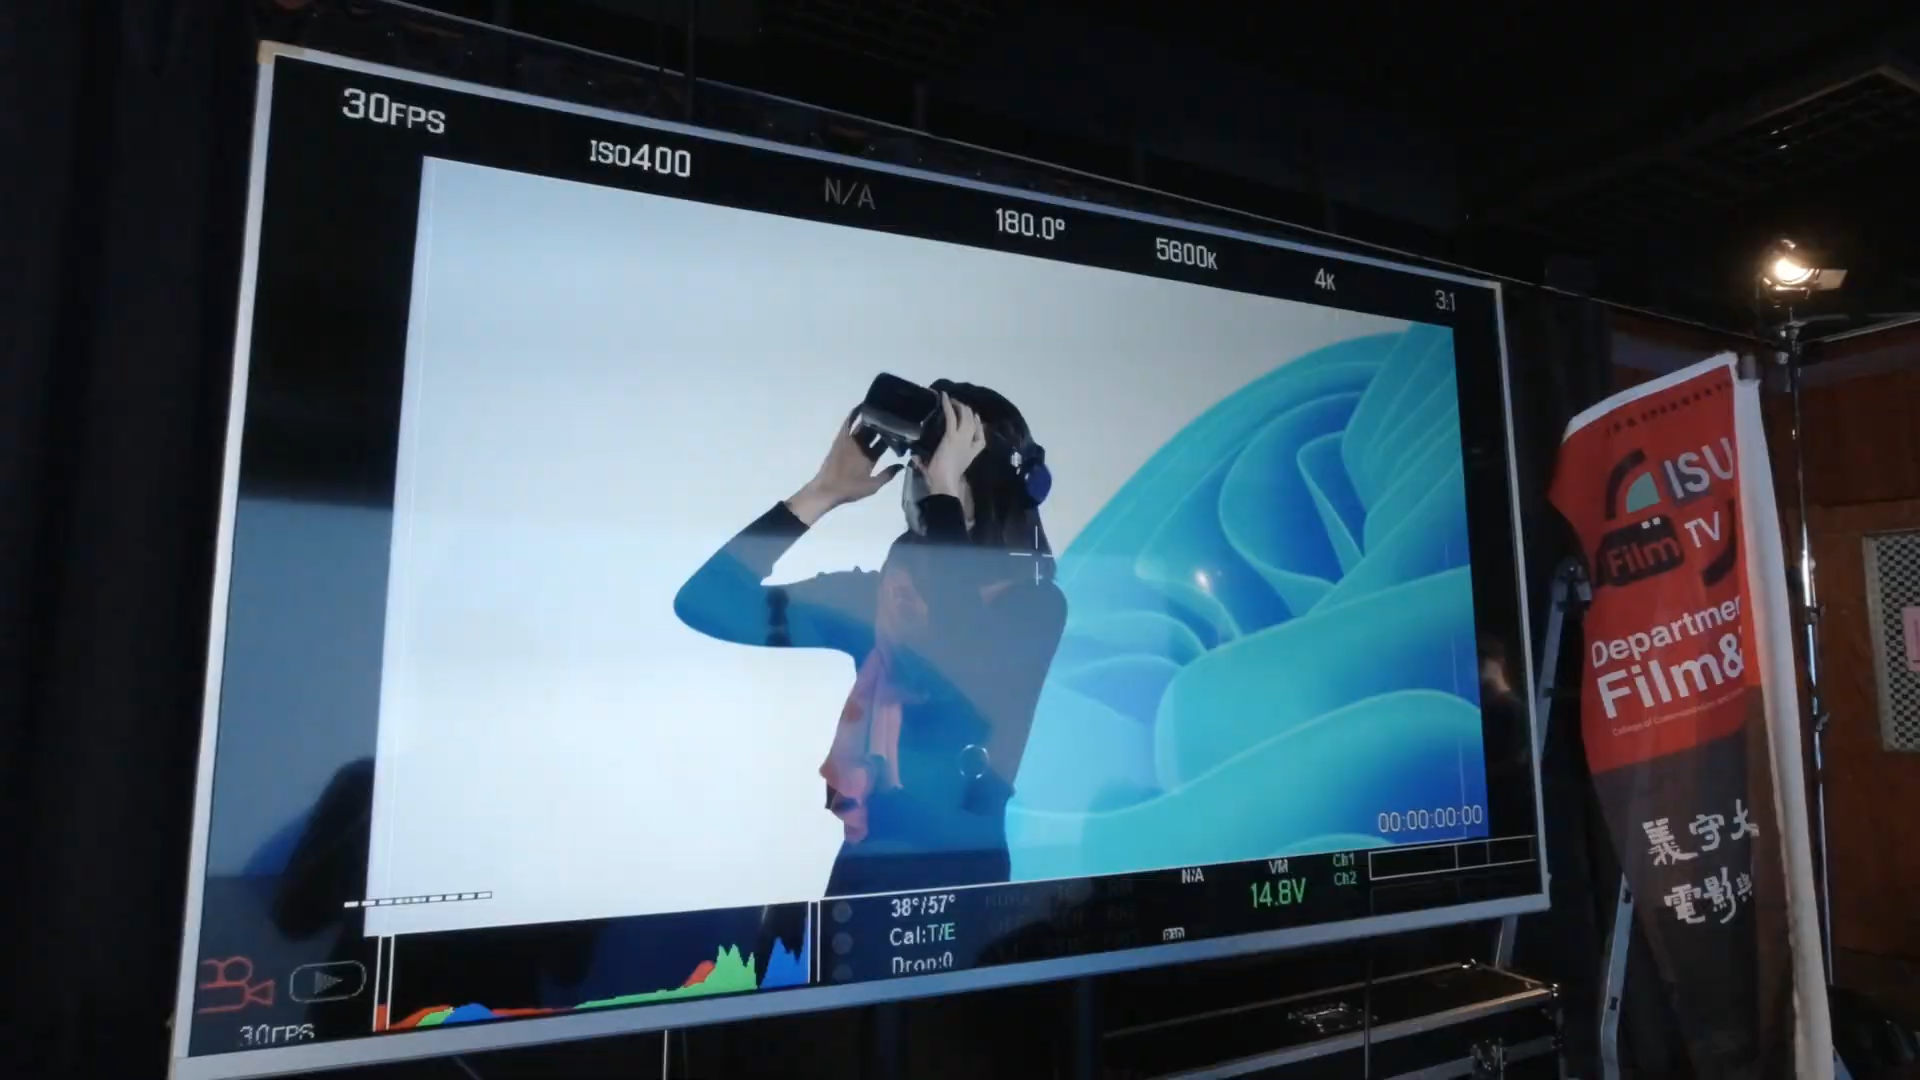 30FPS
ISO400
N/A
180.0°
5600K
4K
3:1
00:00:00:00
38°/57°
Cal:T/E
Drop:0
N/A
14.8V
Ch1
Ch2
30FPS
ISU
Film TV
Departme
Film&
義守大
電影與